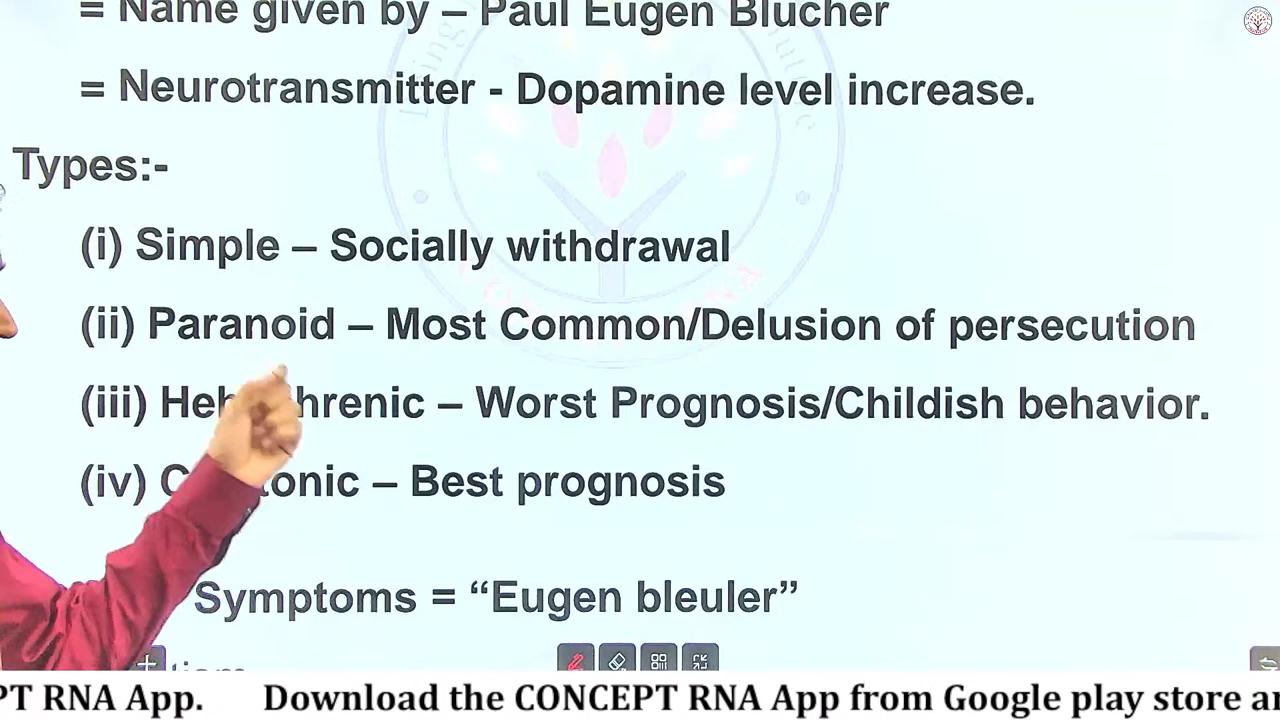 = Name given by – Paul Eugen Blucher
= Neurotransmitter - Dopamine level increase.
Types:-
(i) Simple – Socially withdrawal
(ii) Paranoid – Most Common/Delusion of persecution
(iii) Heb hrenic – Worst Prognosis/Childish behavior.
(iv) C tonic – Best prognosis
Symptoms = “Eugen bleuler”
PT RNA App. Download the CONCEPT RNA App from Google play store an